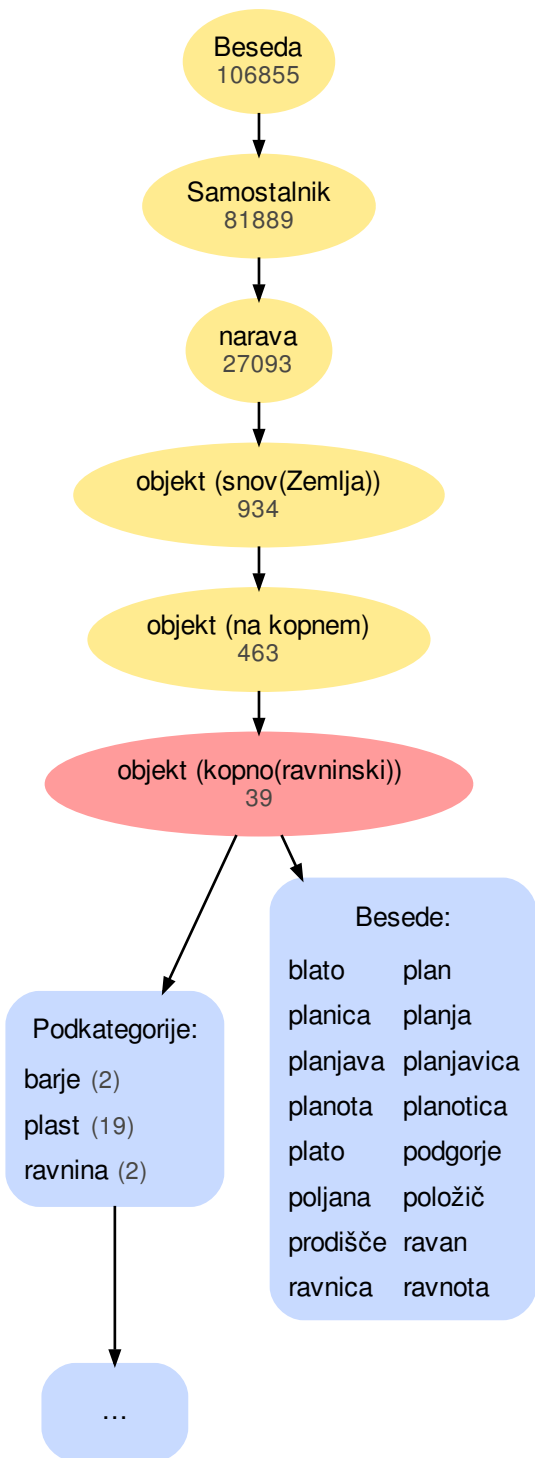 Beseda
106855
Samostalnik
81889
narava
27093
objekt (snov(Zemlja))
934
objekt (na kopnem)
463
objekt (kopno(ravninski))
39
Podkategorije:
barje (2)
plast (19)
ravnina (2)
...
Besede:
blato plan
planica planja
planjava planjavica
planota planotica
plato podgorje
poljana položič
prodišče ravan
ravnica ravnota